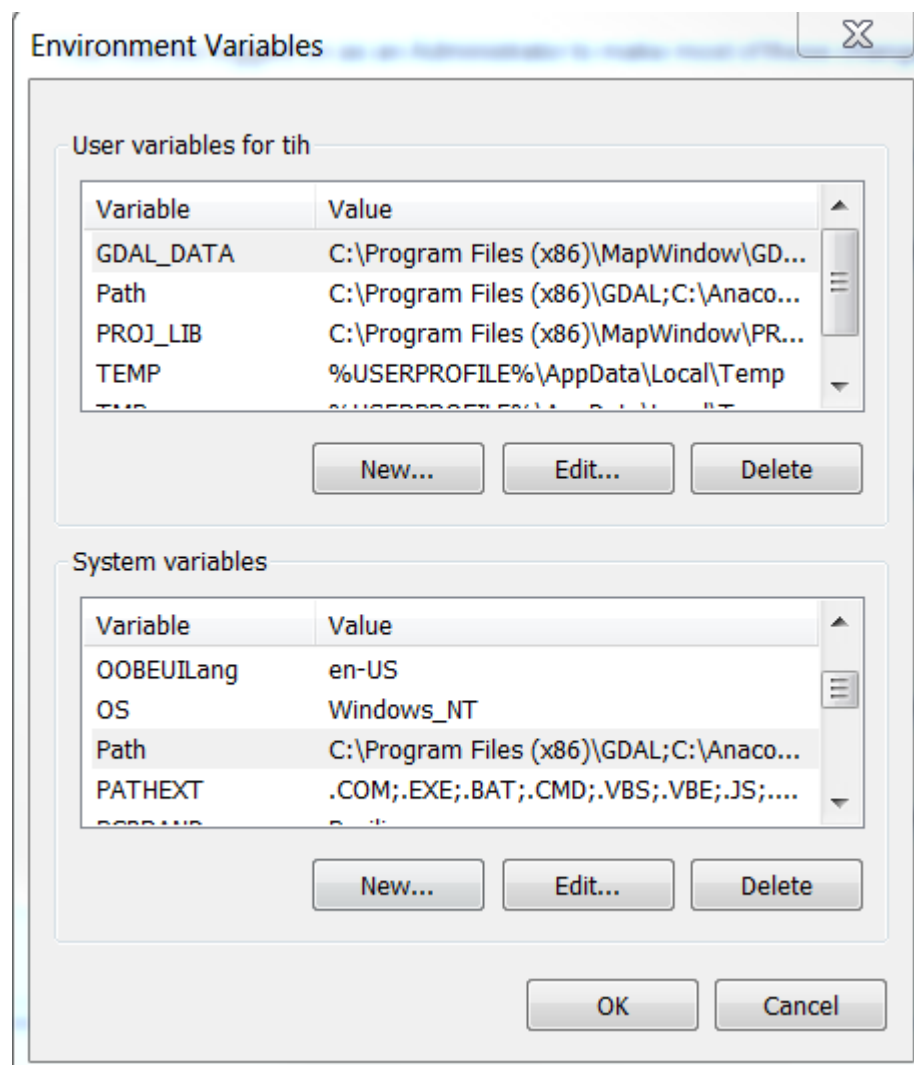 Environment Variables
User variables for tih
Variable Value
GDAL_DATA C:\Program Files (x86)\MapWindow\GD...
Path C:\Program Files (x86)\GDAL;C:\Anaco...
PROJ_LIB C:\Program Files (x86)\MapWindow\PR...
TEMP %USERPROFILE%\AppData\Local\Temp
New... Edit... Delete
System variables
Variable Value
OOBEUILang en-US
OS Windows_NT
Path C:\Program Files (x86)\GDAL;C:\Anaco...
PATHEXT .COM;.EXE;.BAT;.CMD;.VBS;.VBE;.JS;....
New... Edit... Delete
OK Cancel